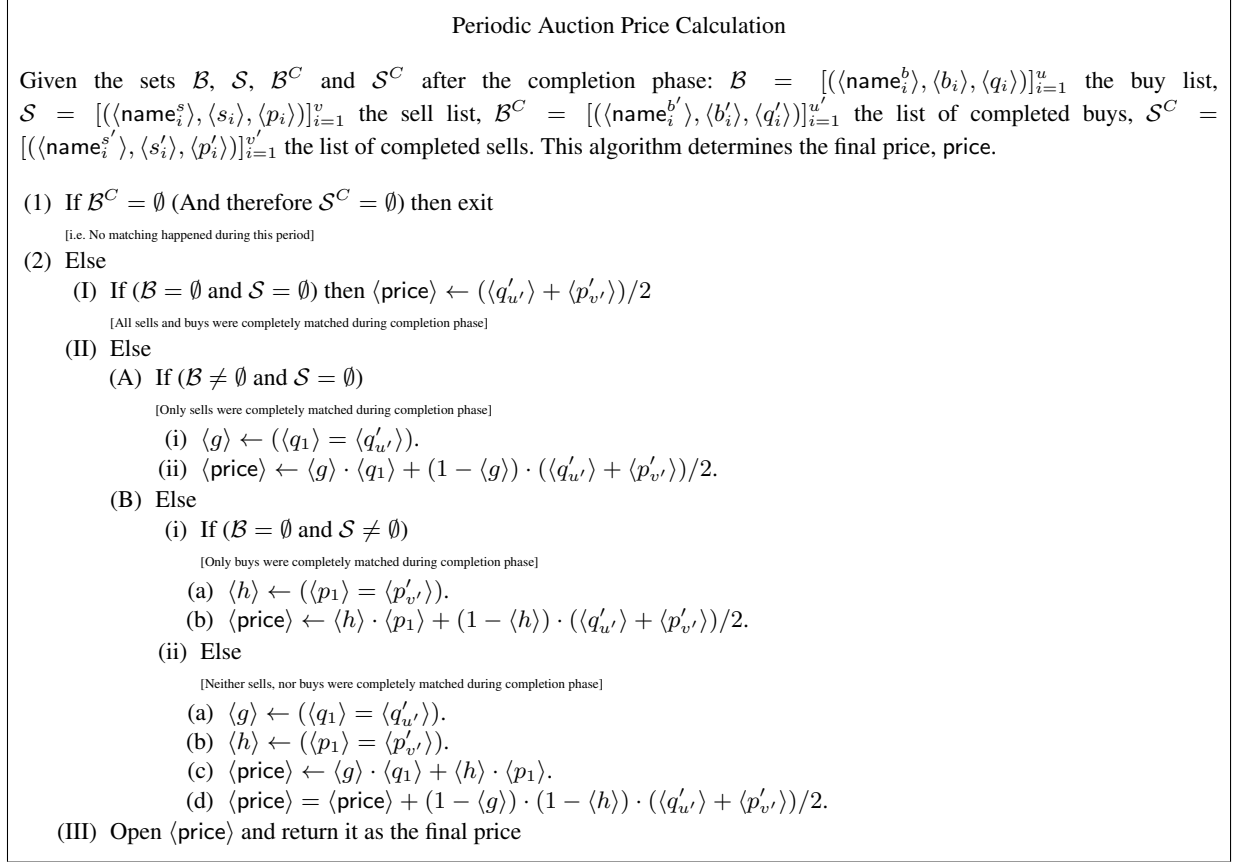 Periodic Auction Price Calculation
Given the sets ℬ, 𝒮, ℬ^C and 𝒮^C after the completion phase: ℬ = [(⟨name_i^b⟩, ⟨b_i⟩, ⟨q_i⟩)]_{i=1}^u the buy list,
𝒮 = [(⟨name_i^s⟩, ⟨s_i⟩, ⟨p_i⟩)]_{i=1}^v the sell list, ℬ^C = [(⟨name_i^{b'}⟩, ⟨b'_i⟩, ⟨q'_i⟩)]_{i=1}^{u'} the list of completed buys, 𝒮^C =
[(⟨name_i^{s'}⟩, ⟨s'_i⟩, ⟨p'_i⟩)]_{i=1}^{v'} the list of completed sells. This algorithm determines the final price, price.
(1) If ℬ^C = ∅ (And therefore 𝒮^C = ∅) then exit
[i.e. No matching happened during this period]
(2) Else
(I) If (ℬ = ∅ and 𝒮 = ∅) then ⟨price⟩ ← (⟨q'_{u'}⟩ + ⟨p'_{v'}⟩)/2
[All sells and buys were completely matched during completion phase]
(II) Else
(A) If (ℬ ≠ ∅ and 𝒮 = ∅)
[Only sells were completely matched during completion phase]
(i) ⟨g⟩ ← (⟨q_1⟩ = ⟨q'_{u'}⟩).
(ii) ⟨price⟩ ← ⟨g⟩ · ⟨q_1⟩ + (1 − ⟨g⟩) · (⟨q'_{u'}⟩ + ⟨p'_{v'}⟩)/2.
(B) Else
(i) If (ℬ = ∅ and 𝒮 ≠ ∅)
[Only buys were completely matched during completion phase]
(a) ⟨h⟩ ← (⟨p_1⟩ = ⟨p'_{v'}⟩).
(b) ⟨price⟩ ← ⟨h⟩ · ⟨p_1⟩ + (1 − ⟨h⟩) · (⟨q'_{u'}⟩ + ⟨p'_{v'}⟩)/2.
(ii) Else
[Neither sells, nor buys were completely matched during completion phase]
(a) ⟨g⟩ ← (⟨q_1⟩ = ⟨q'_{u'}⟩).
(b) ⟨h⟩ ← (⟨p_1⟩ = ⟨p'_{v'}⟩).
(c) ⟨price⟩ ← ⟨g⟩ · ⟨q_1⟩ + ⟨h⟩ · ⟨p_1⟩.
(d) ⟨price⟩ = ⟨price⟩ + (1 − ⟨g⟩) · (1 − ⟨h⟩) · (⟨q'_{u'}⟩ + ⟨p'_{v'}⟩)/2.
(III) Open ⟨price⟩ and return it as the final price